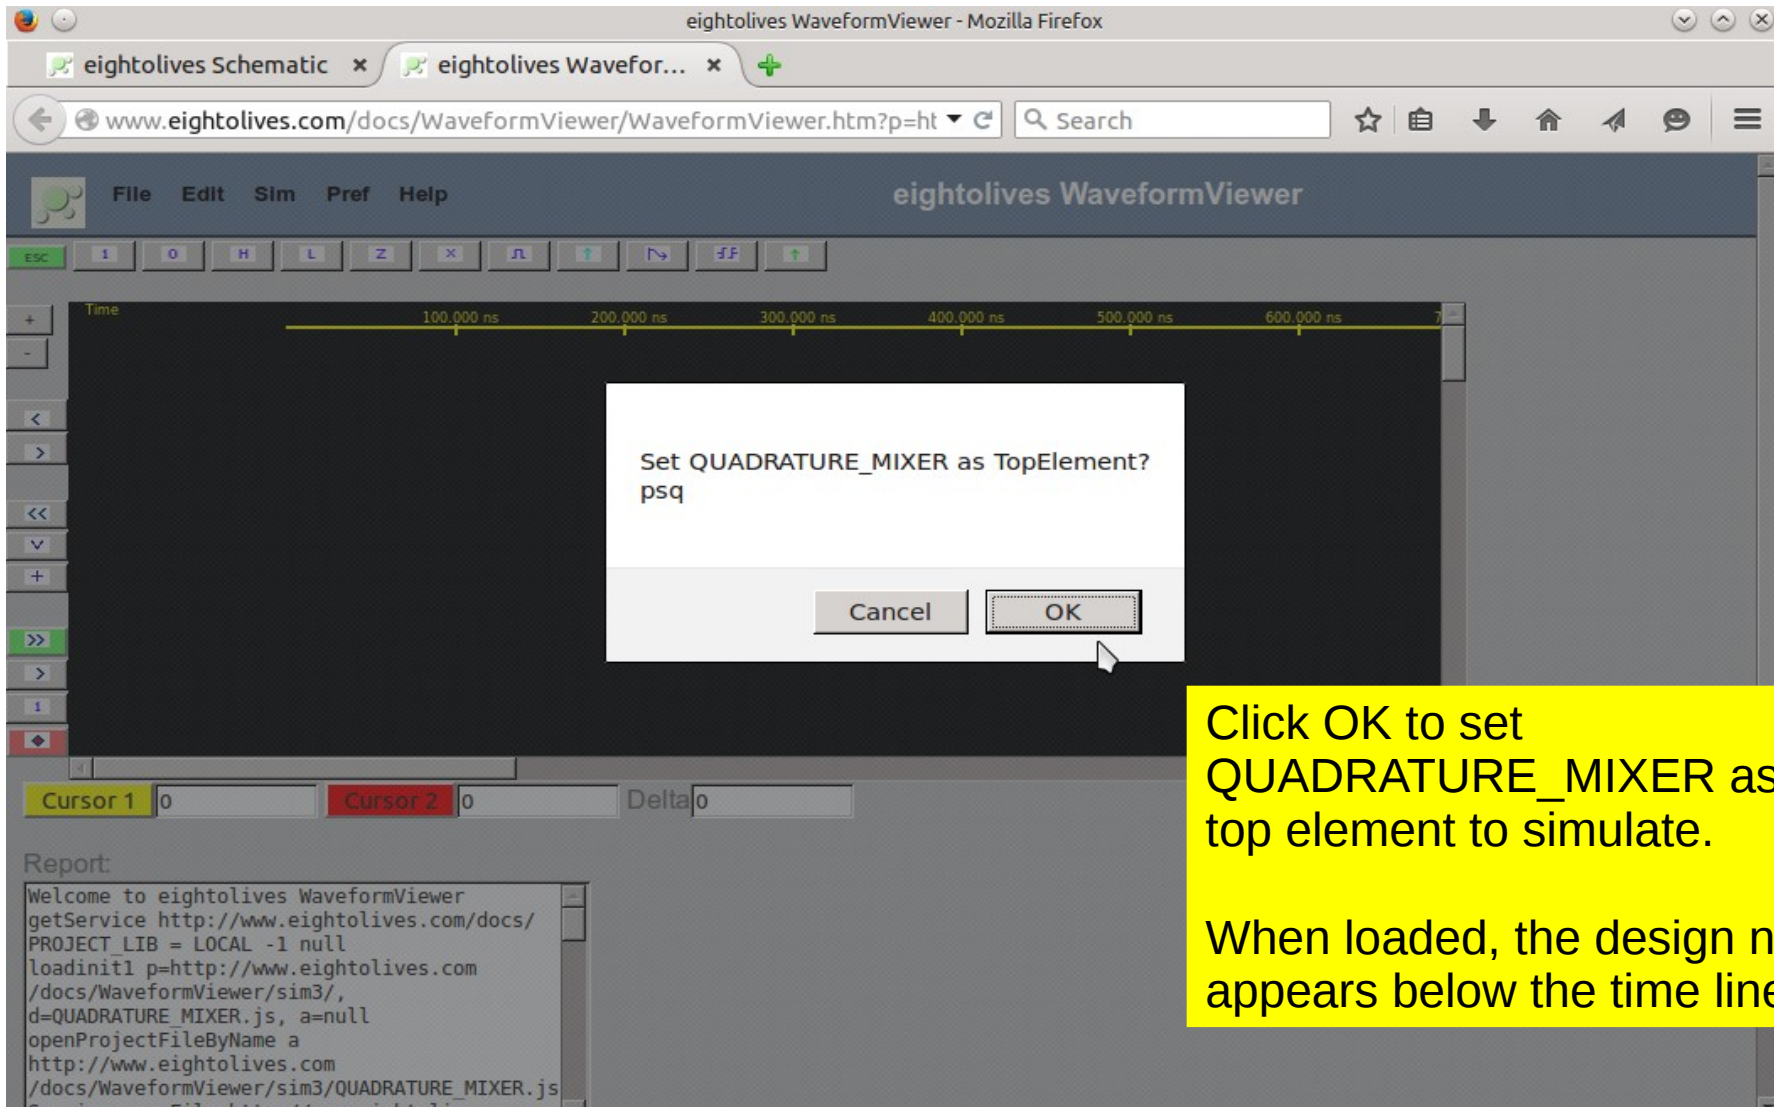 eightolives WaveformViewer - Mozilla Firefox
eightolives Schematic
eightolives Wavefor...
www.eightolives.com/docs/WaveformViewer/WaveformViewer.htm?p=ht
Search
File Edit Sim Pref Help
eightolives WaveformViewer
ESC 1 0 H L Z X
Time 100.000 ns 200.000 ns 300.000 ns 400.000 ns 500.000 ns 600.000 ns 7
+
-
<
>
<<
v
+
>>
>
1
Set QUADRATURE_MIXER as TopElement?
psq
Cancel OK
Click OK to set
QUADRATURE_MIXER as
top element to simulate.
When loaded, the design n
appears below the time line
Cursor 1 0 Cursor 2 0 Delta 0
Report:
Welcome to eightolives WaveformViewer
getService http://www.eightolives.com/docs/
PROJECT_LIB = LOCAL -1 null
loadinit1 p=http://www.eightolives.com
/docs/WaveformViewer/sim3/,
d=QUADRATURE_MIXER.js, a=null
openProjectFileByName a
http://www.eightolives.com
/docs/WaveformViewer/sim3/QUADRATURE_MIXER.js